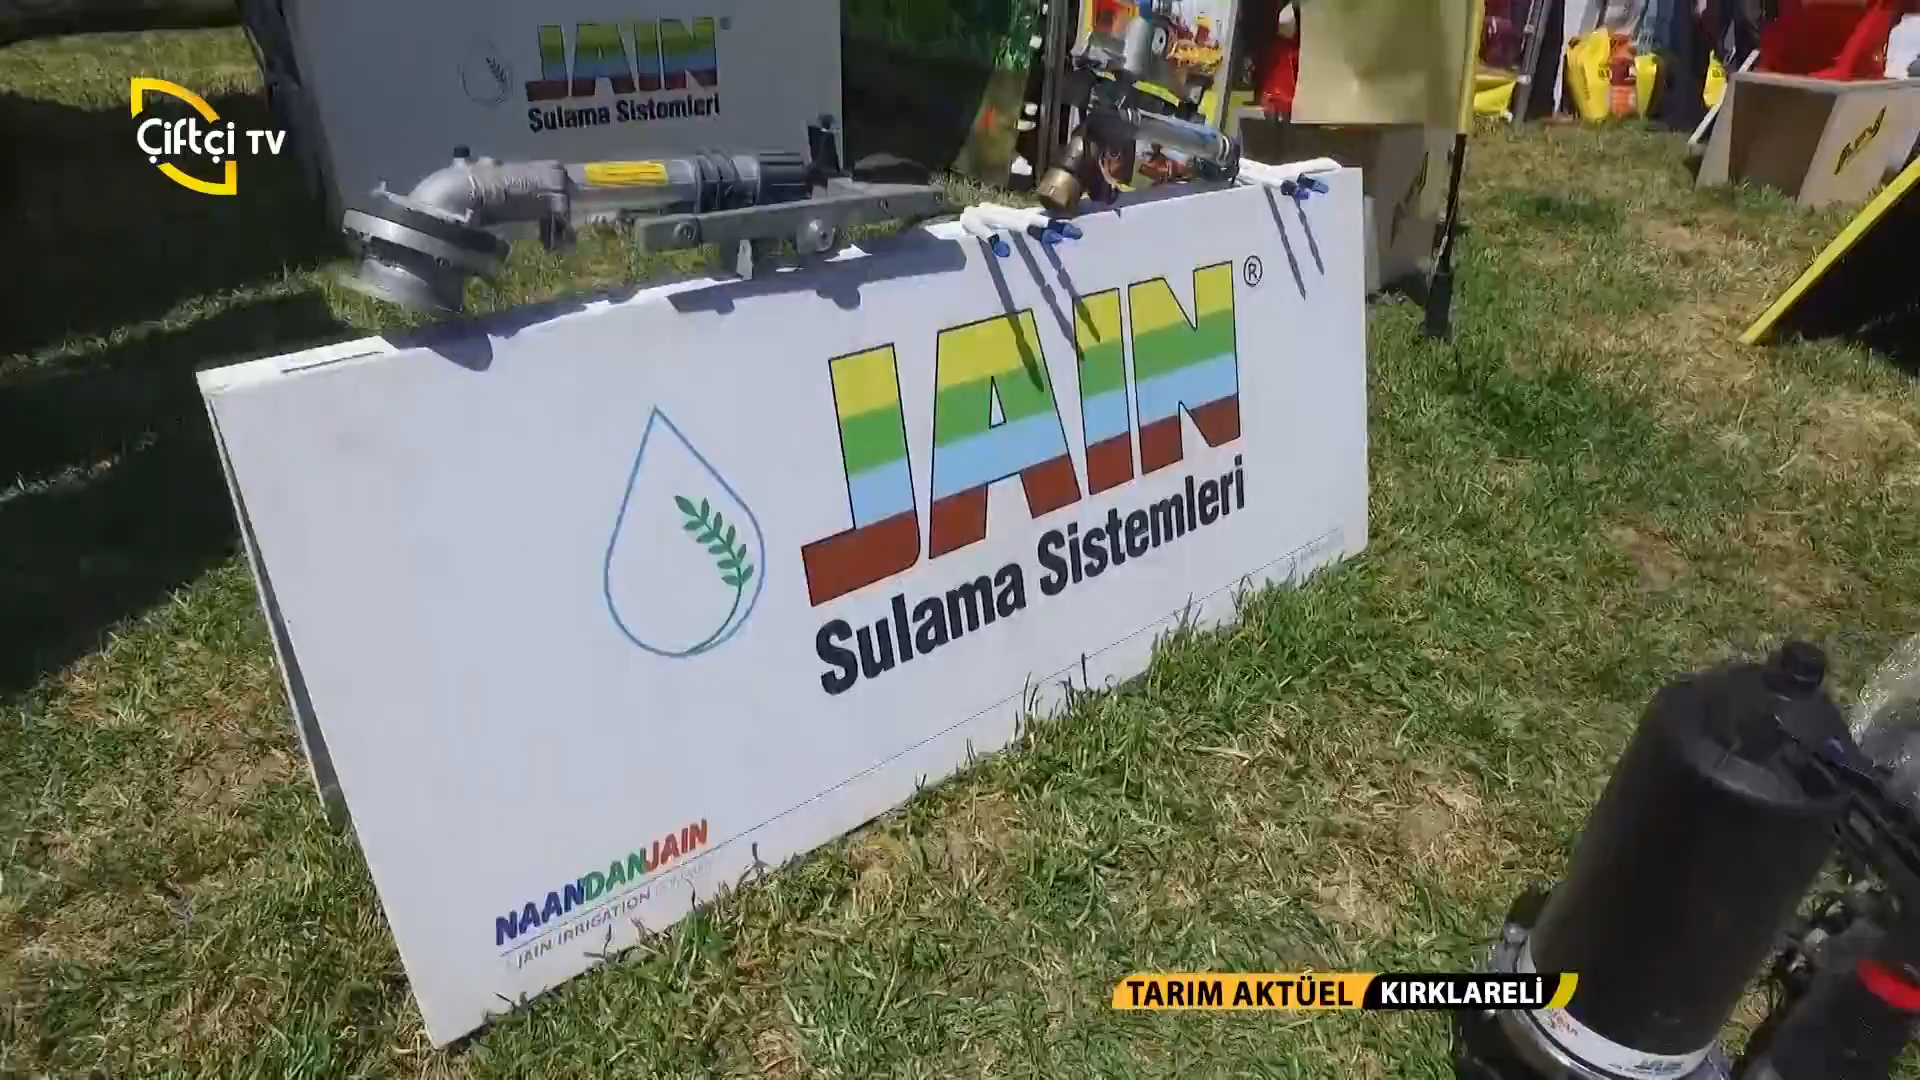 JAIN
Sulama Sistemleri
Çiftçi TV
JAIN®
Sulama Sistemleri
NAANDANJAIN
JAIN IRRIGATION
TARIM AKTÜEL KIRKLARELİ